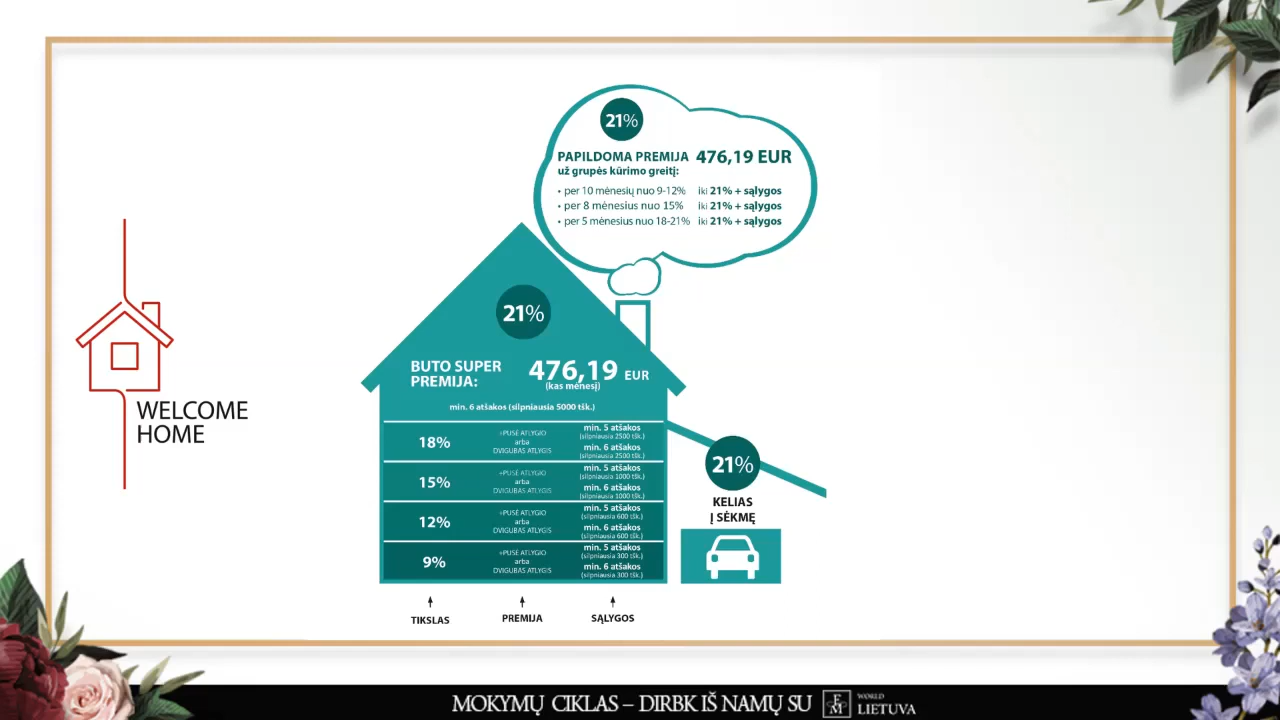 21%
PAPILDOMA PREMIJA 476,19 EUR
už grupės kūrimo greitį:
• per 10 mėnesių nuo 9-12% iki 21% + sąlygos
• per 8 mėnesius nuo 15% iki 21% + sąlygos
• per 5 mėnesius nuo 18-21% iki 21% + sąlygos
WELCOME
HOME
21%
BUTO SUPER
PREMIJA:
476,19 EUR
(kas mėnesį)
min. 6 atšakos (silpniausia 5000 tšk.)
18%
+PUSĖ ATLYGIO
arba
DVIGUBAS ATLYGIS
min. 5 atšakos
(silpniausia 2500 tšk.)
min. 6 atšakos
(silpniausia 2500 tšk.)
15%
+PUSĖ ATLYGIO
arba
DVIGUBAS ATLYGIS
min. 5 atšakos
(silpniausia 1000 tšk.)
min. 6 atšakos
(silpniausia 1000 tšk.)
12%
+PUSĖ ATLYGIO
arba
DVIGUBAS ATLYGIS
min. 5 atšakos
(silpniausia 600 tšk.)
min. 6 atšakos
(silpniausia 600 tšk.)
9%
+PUSĖ ATLYGIO
arba
DVIGUBAS ATLYGIS
min. 5 atšakos
(silpniausia 300 tšk.)
min. 6 atšakos
(silpniausia 300 tšk.)
TIKSLAS
PREMIJA
SĄLYGOS
21%
KELIAS
Į SĖKMĘ
MOKYMŲ CIKLAS – DIRBK IŠ NAMŲ SU
FM
WORLD
LIETUVA